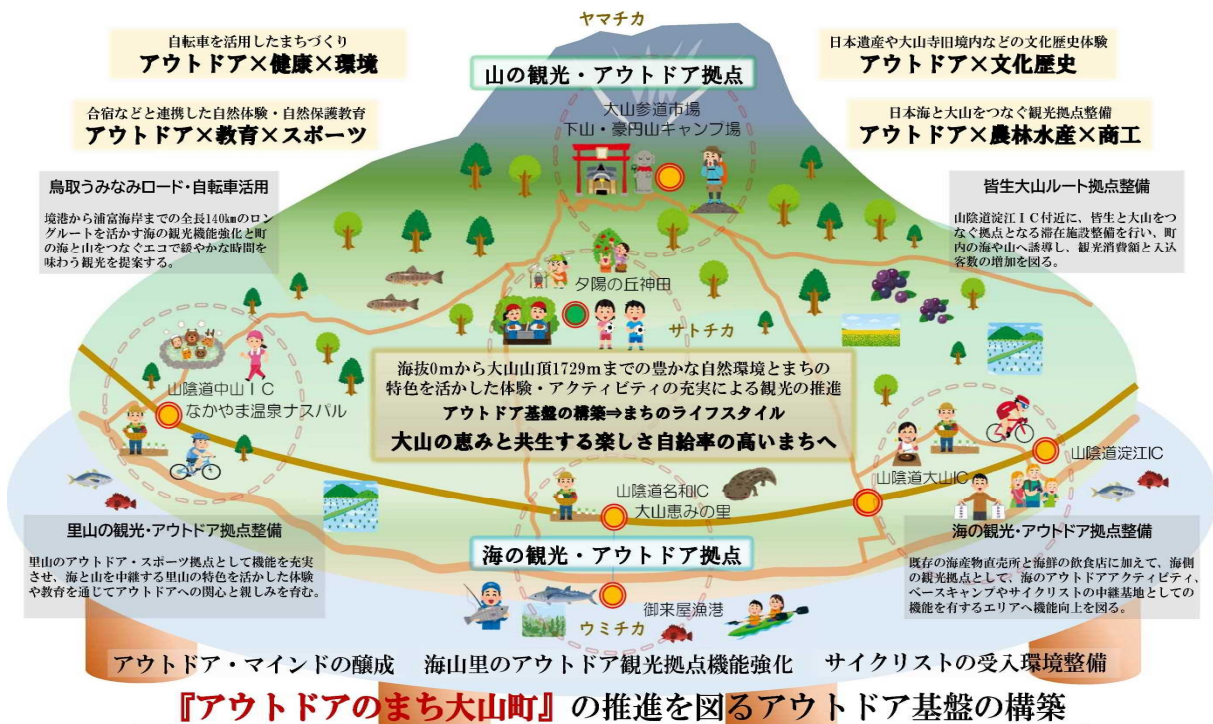 ヤマチカ
自転車を活用したまちづくり
アウトドア×健康×環境
日本遺産や大山寺旧境内などの文化歴史体験
アウトドア×文化歴史
山の観光・アウトドア拠点
合宿などと連携した自然体験・自然保護教育
アウトドア×教育×スポーツ
大山参道市場
下山・豪円山キャンプ場
日本海と大山をつなぐ観光拠点整備
アウトドア×農林水産×商工
鳥取うみなみロード・自転車活用
境港から浦富海岸までの全長140kmのロン
グルートを活かす海の観光機能強化と町
の海と山をつなぐエコで緩やかな時間を
味わう観光を提案する。
皆生大山ルート拠点整備
山陰道淀江ＩＣ付近に、皆生と大山をつ
なぐ拠点となる滞在施設整備を行い、町
内の海や山へ誘導し、観光消費額と入込
客数の増加を図る。
夕陽の丘神田
サトチカ
海抜0mから大山山頂1729mまでの豊かな自然環境とまちの
特色を活かした体験・アクティビティの充実による観光の推進
アウトドア基盤の構築⇒まちのライフスタイル
大山の恵みと共生する楽しさ自給率の高いまちへ
山陰道中山ＩＣ
なかやま温泉ナスパル
山陰道淀江IC
山陰道大山IC
山陰道名和IC
大山恵みの里
里山の観光・アウトドア拠点整備
里山のアウトドア・スポーツ拠点として機能を充実
させ、海と山を中継する里山の特色を活かした体験
や教育を通じてアウトドアへの関心と親しみを育む。
海の観光・アウトドア拠点
海の観光・アウトドア拠点整備
既存の海産物直売所と海鮮の飲食店に加えて、海側
の観光拠点として、海のアウトドアアクティビティ、
ベースキャンプやサイクリストの中継基地としての
機能を有するエリアへ機能向上を図る。
御来屋漁港
ウミチカ
アウトドア・マインドの醸成 海山里のアウトドア観光拠点機能強化 サイクリストの受入環境整備
『アウトドアのまち大山町』の推進を図るアウトドア基盤の構築